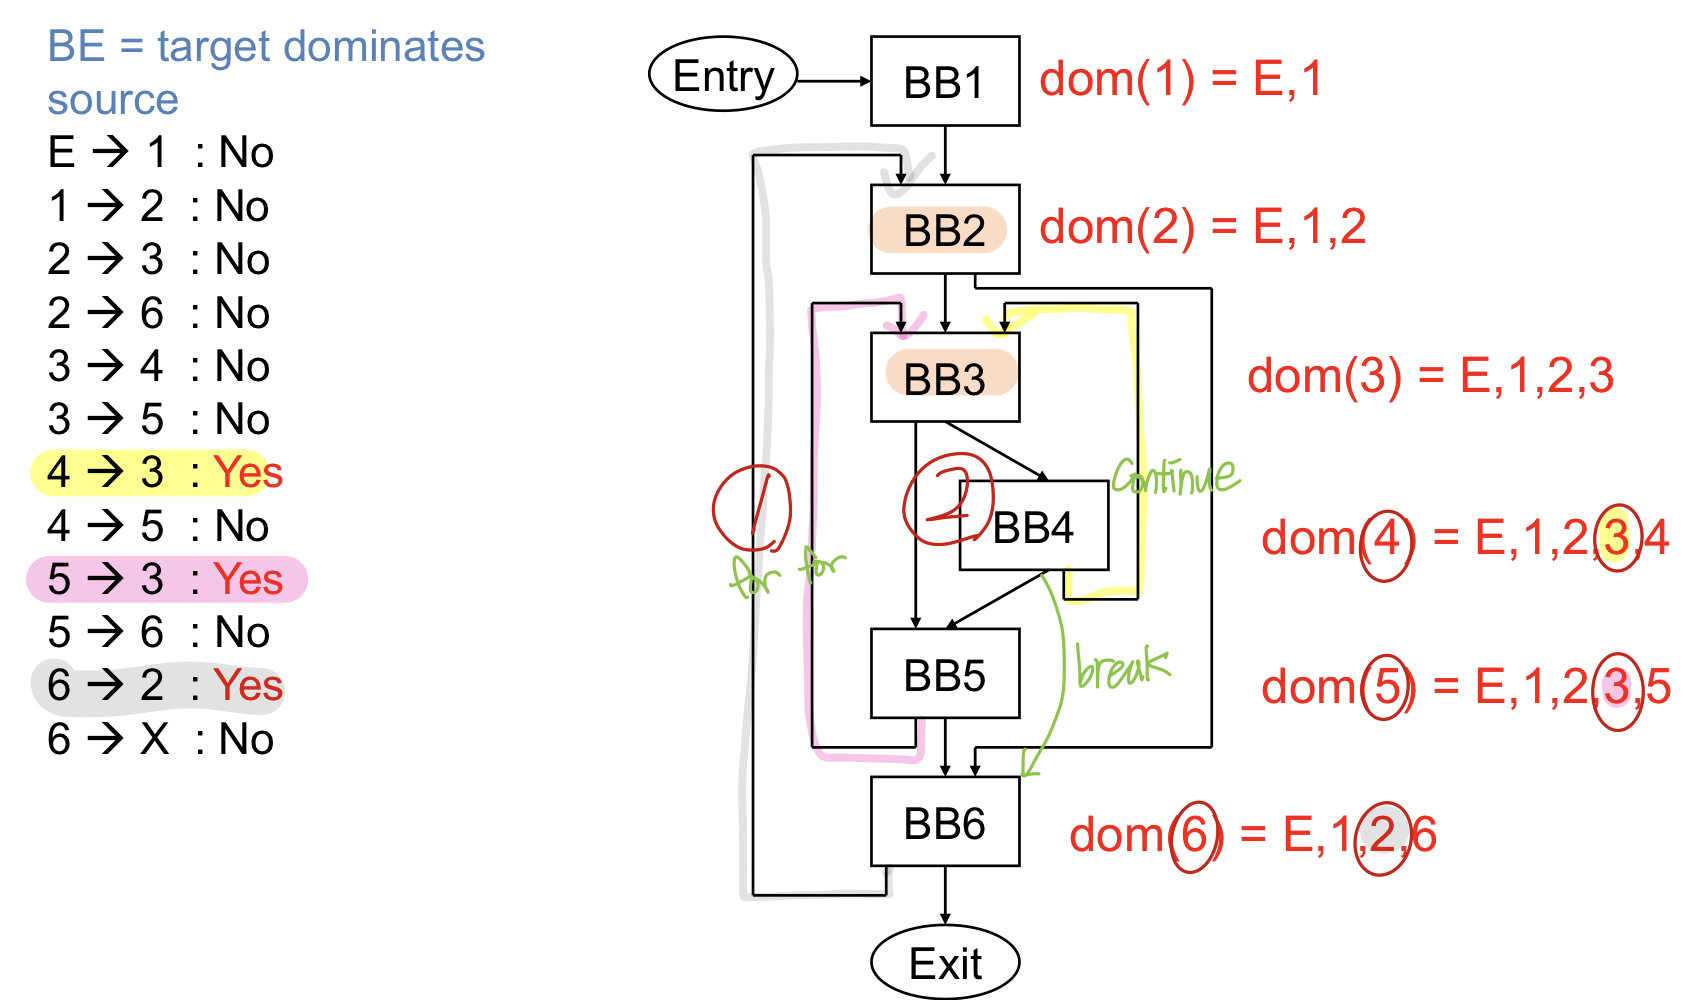 BE = target dominates
source
E → 1 : No
1 → 2 : No
2 → 3 : No
2 → 6 : No
3 → 4 : No
3 → 5 : No
4 → 3 : Yes
4 → 5 : No
5 → 3 : Yes
5 → 6 : No
6 → 2 : Yes
6 → X : No
Entry
BB1
dom(1) = E,1
BB2
dom(2) = E,1,2
BB3
dom(3) = E,1,2,3
continue
1
2
BB4
dom(4) = E,1,2,3,4
for for
break
BB5
dom(5) = E,1,2,3,5
BB6
dom(6) = E,1,2,6
Exit